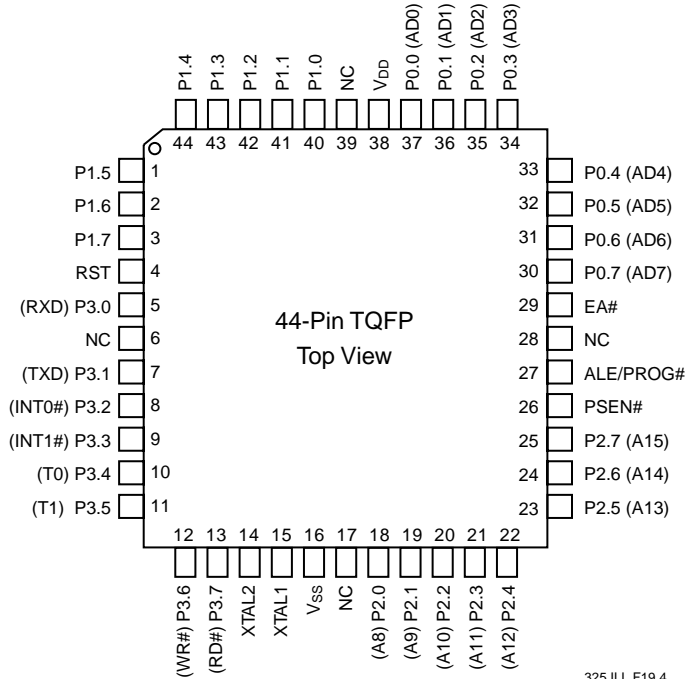 P1.4
P1.3
P1.2
P1.1
P1.0
NC
VDD
P0.0 (AD0)
P0.1 (AD1)
P0.2 (AD2)
P0.3 (AD3)
44 43 42 41 40 39 38 37 36 35 34
P1.5 1
P1.6 2
P1.7 3
RST 4
(RXD) P3.0 5
NC 6
(TXD) P3.1 7
(INT0#) P3.2 8
(INT1#) P3.3 9
(T0) P3.4 10
(T1) P3.5 11
44-Pin TQFP
Top View
33 P0.4 (AD4)
32 P0.5 (AD5)
31 P0.6 (AD6)
30 P0.7 (AD7)
29 EA#
28 NC
27 ALE/PROG#
26 PSEN#
25 P2.7 (A15)
24 P2.6 (A14)
23 P2.5 (A13)
12 13 14 15 16 17 18 19 20 21 22
(WR#) P3.6
(RD#) P3.7
XTAL2
XTAL1
VSS
NC
(A8) P2.0
(A9) P2.1
(A10) P2.2
(A11) P2.3
(A12) P2.4
325 ILL F19.4